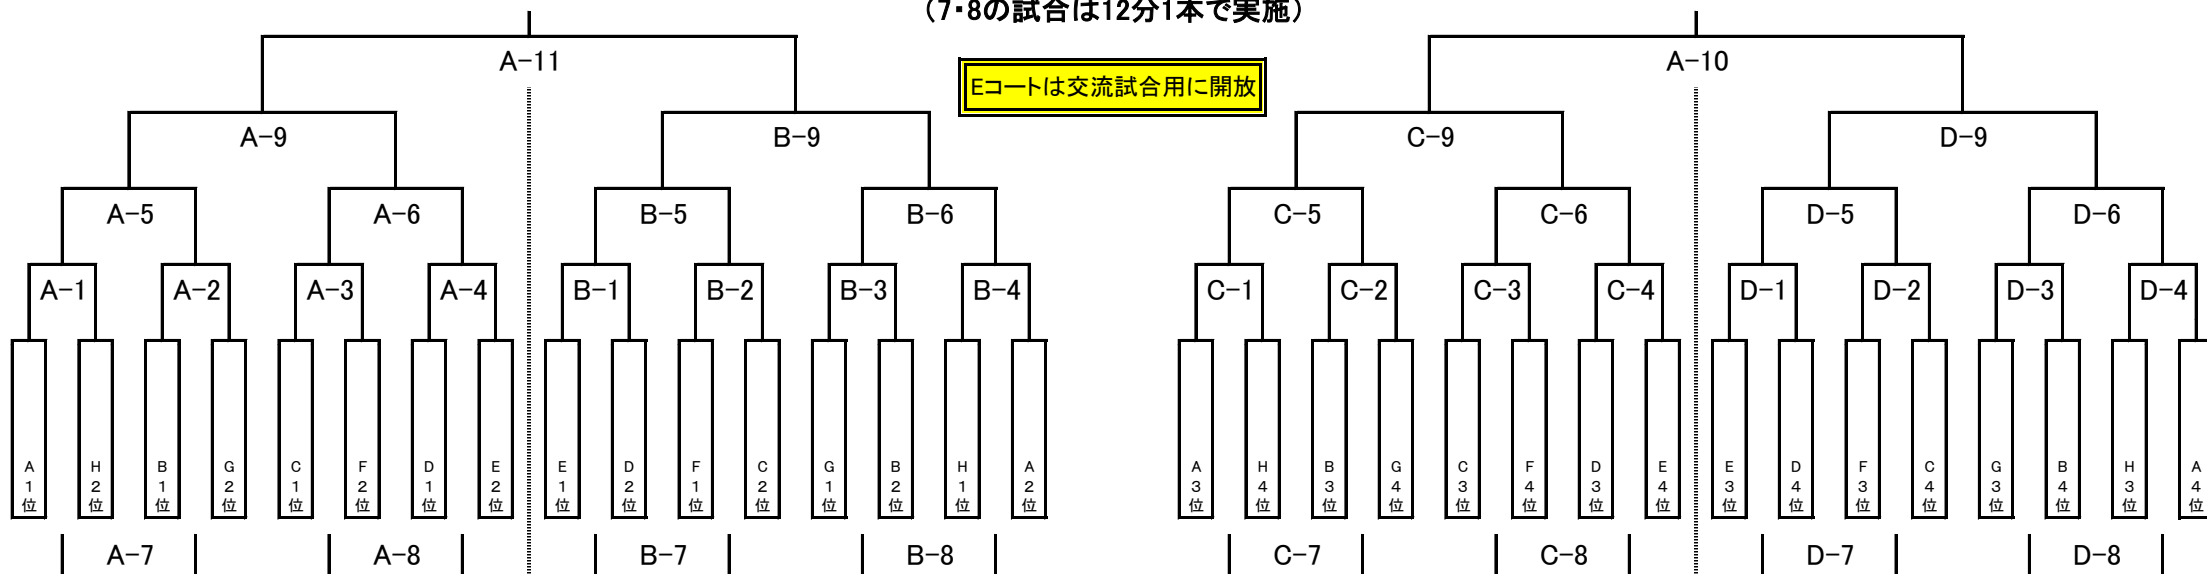 （7・8の試合は12分1本で実施）
A-11
A-10
Eコートは交流試合用に開放
A-9
B-9
C-9
D-9
A-5
A-6
B-5
B-6
C-5
C-6
D-5
D-6
A-1
A-2
A-3
A-4
B-1
B-2
B-3
B-4
C-1
C-2
C-3
C-4
D-1
D-2
D-3
D-4
A1位
H2位
B1位
G2位
C1位
F2位
D1位
E2位
E1位
D2位
F1位
C2位
G1位
B2位
H1位
A2位
A3位
H4位
B3位
G4位
C3位
F4位
D3位
E4位
E3位
D4位
F3位
C4位
G3位
B4位
H3位
A4位
A-7
A-8
B-7
B-8
C-7
C-8
D-7
D-8